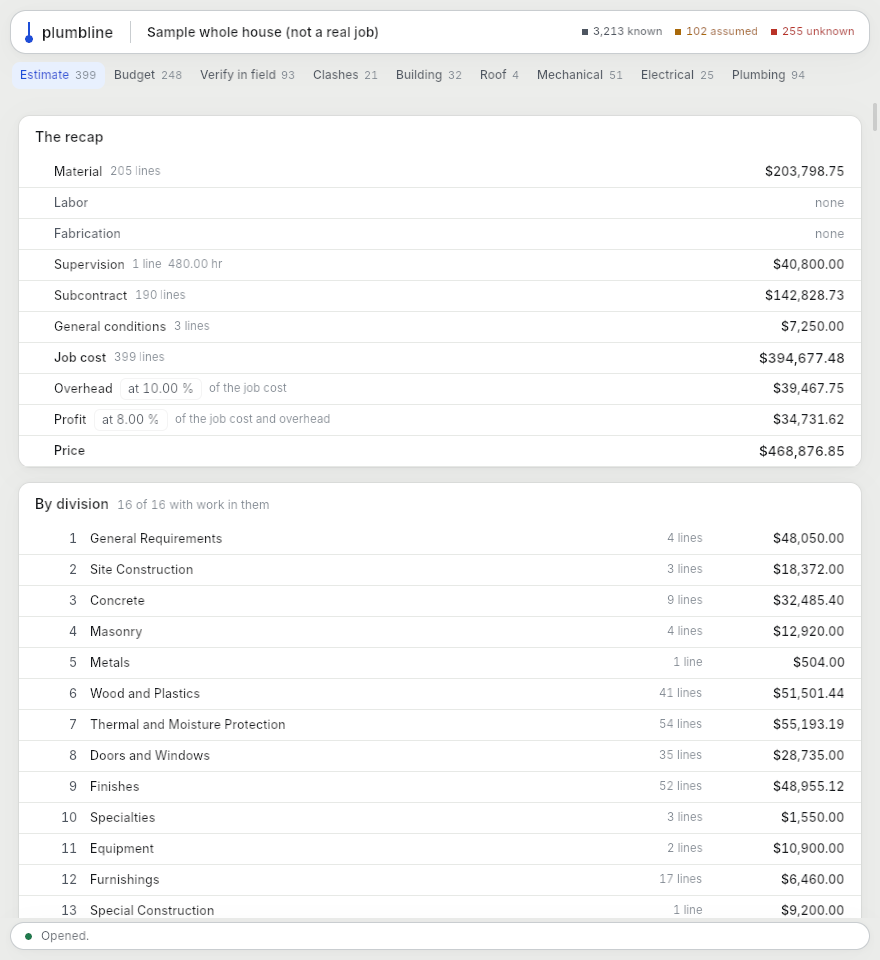 plumbline Sample whole house (not a real job) 3,213 known 102 assumed 255 unknown
Estimate 399 Budget 248 Verify in field 93 Clashes 21 Building 32 Roof 4 Mechanical 51 Electrical 25 Plumbing 94
The recap
Material 205 lines $203,798.75
Labor none
Fabrication none
Supervision 1 line 480.00 hr $40,800.00
Subcontract 190 lines $142,828.73
General conditions 3 lines $7,250.00
Job cost 399 lines $394,677.48
Overhead at 10.00 % of the job cost $39,467.75
Profit at 8.00 % of the job cost and overhead $34,731.62
Price $468,876.85
By division 16 of 16 with work in them
1 General Requirements 4 lines $48,050.00
2 Site Construction 3 lines $18,372.00
3 Concrete 9 lines $32,485.40
4 Masonry 4 lines $12,920.00
5 Metals 1 line $504.00
6 Wood and Plastics 41 lines $51,501.44
7 Thermal and Moisture Protection 54 lines $55,193.19
8 Doors and Windows 35 lines $28,735.00
9 Finishes 52 lines $48,955.12
10 Specialties 3 lines $1,550.00
11 Equipment 2 lines $10,900.00
12 Furnishings 17 lines $6,460.00
13 Special Construction 1 line $9,200.00
Opened.